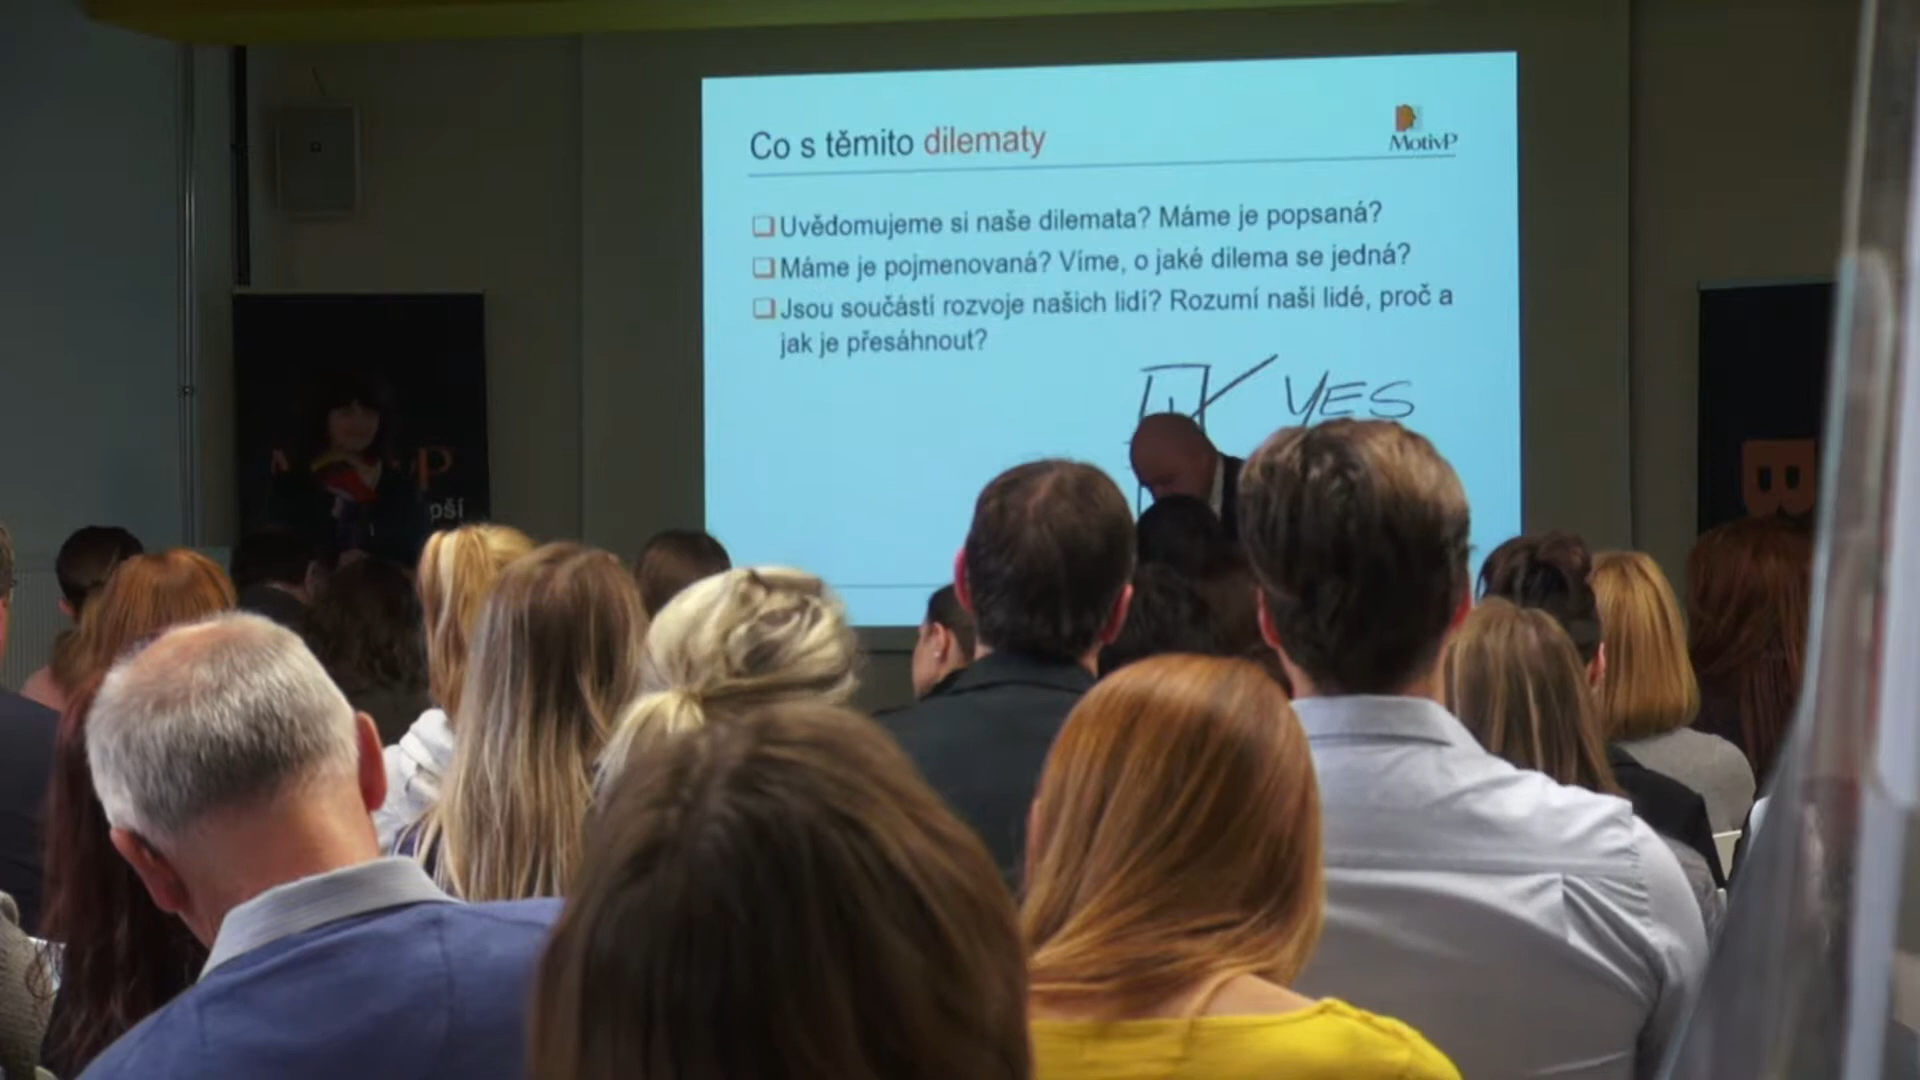 Co s těmito dilematy
MotivP
Uvědomujeme si naše dilemata? Máme je popsaná?
Máme je pojmenovaná? Víme, o jaké dilema se jedná?
Jsou součástí rozvoje našich lidí? Rozumí naši lidé, proč a
jak je přesáhnout?
YES
P
pší
B